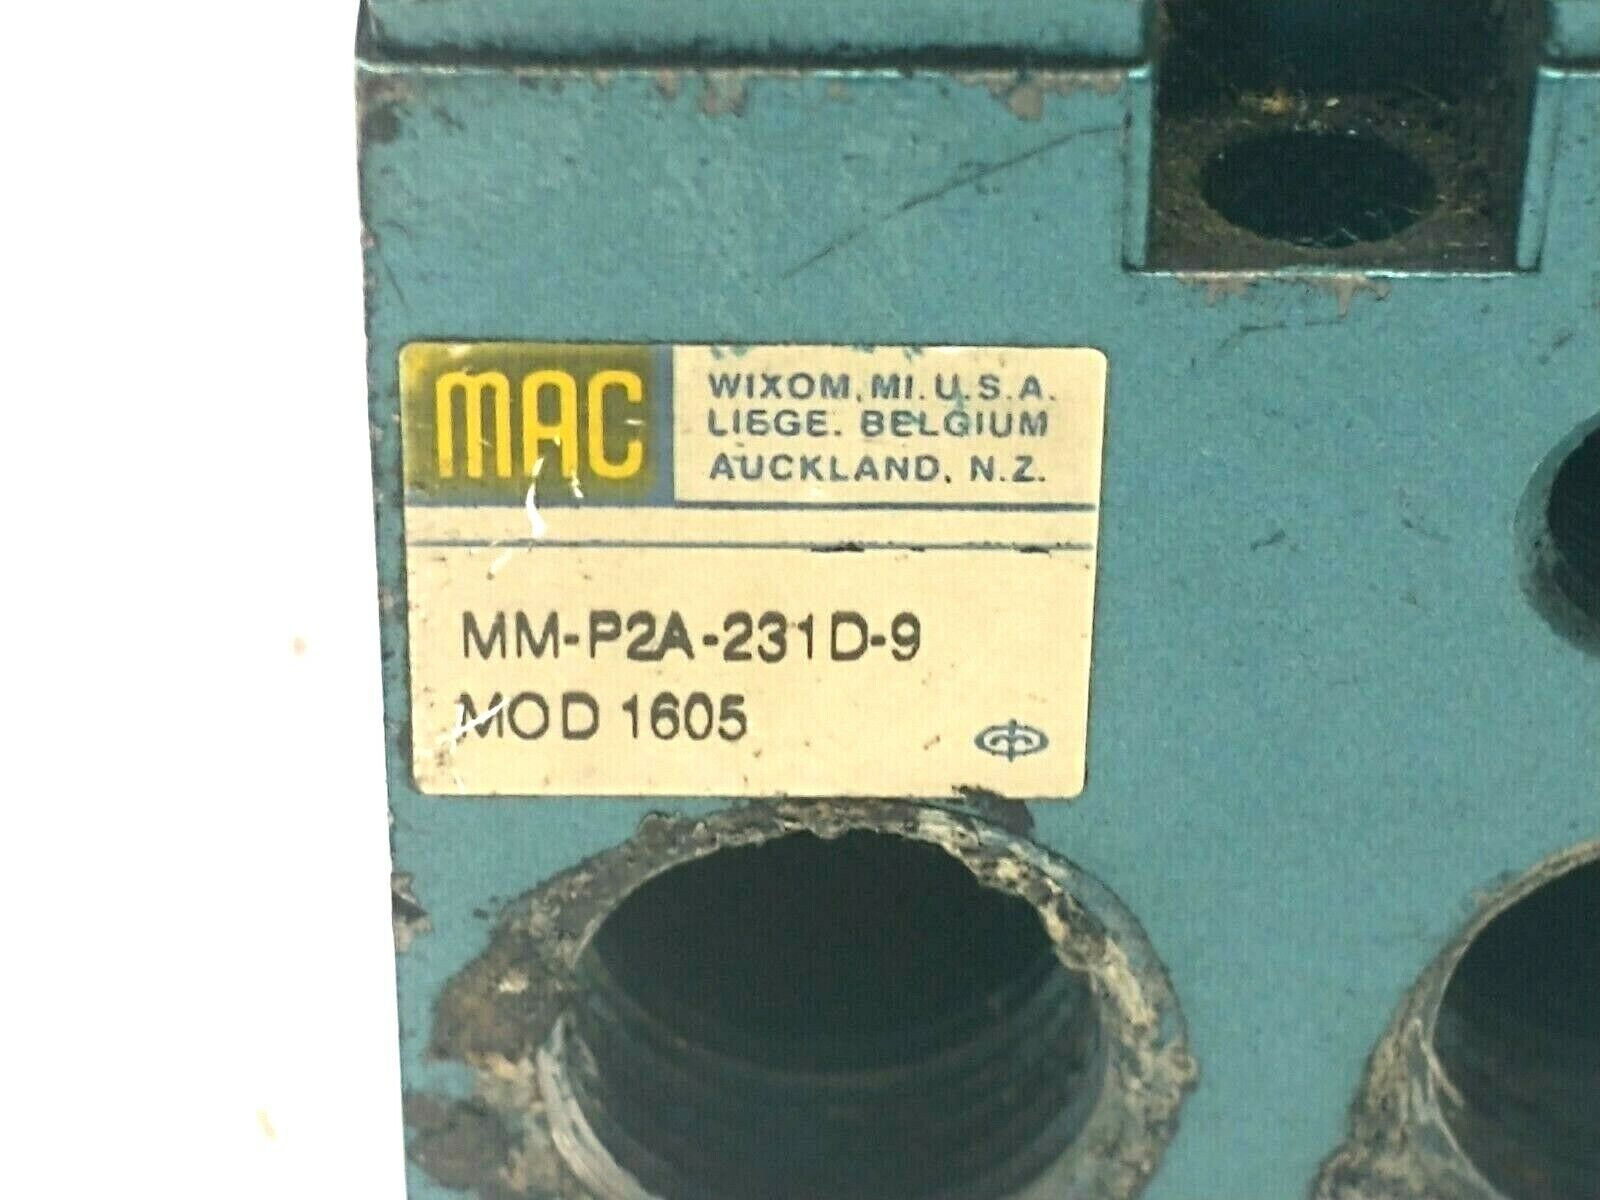 MAC
WIXOM, MI. U.S.A.
LIEGE. BELGIUM
AUCKLAND, N.Z.
MM-P2A-231D-9
MOD 1605